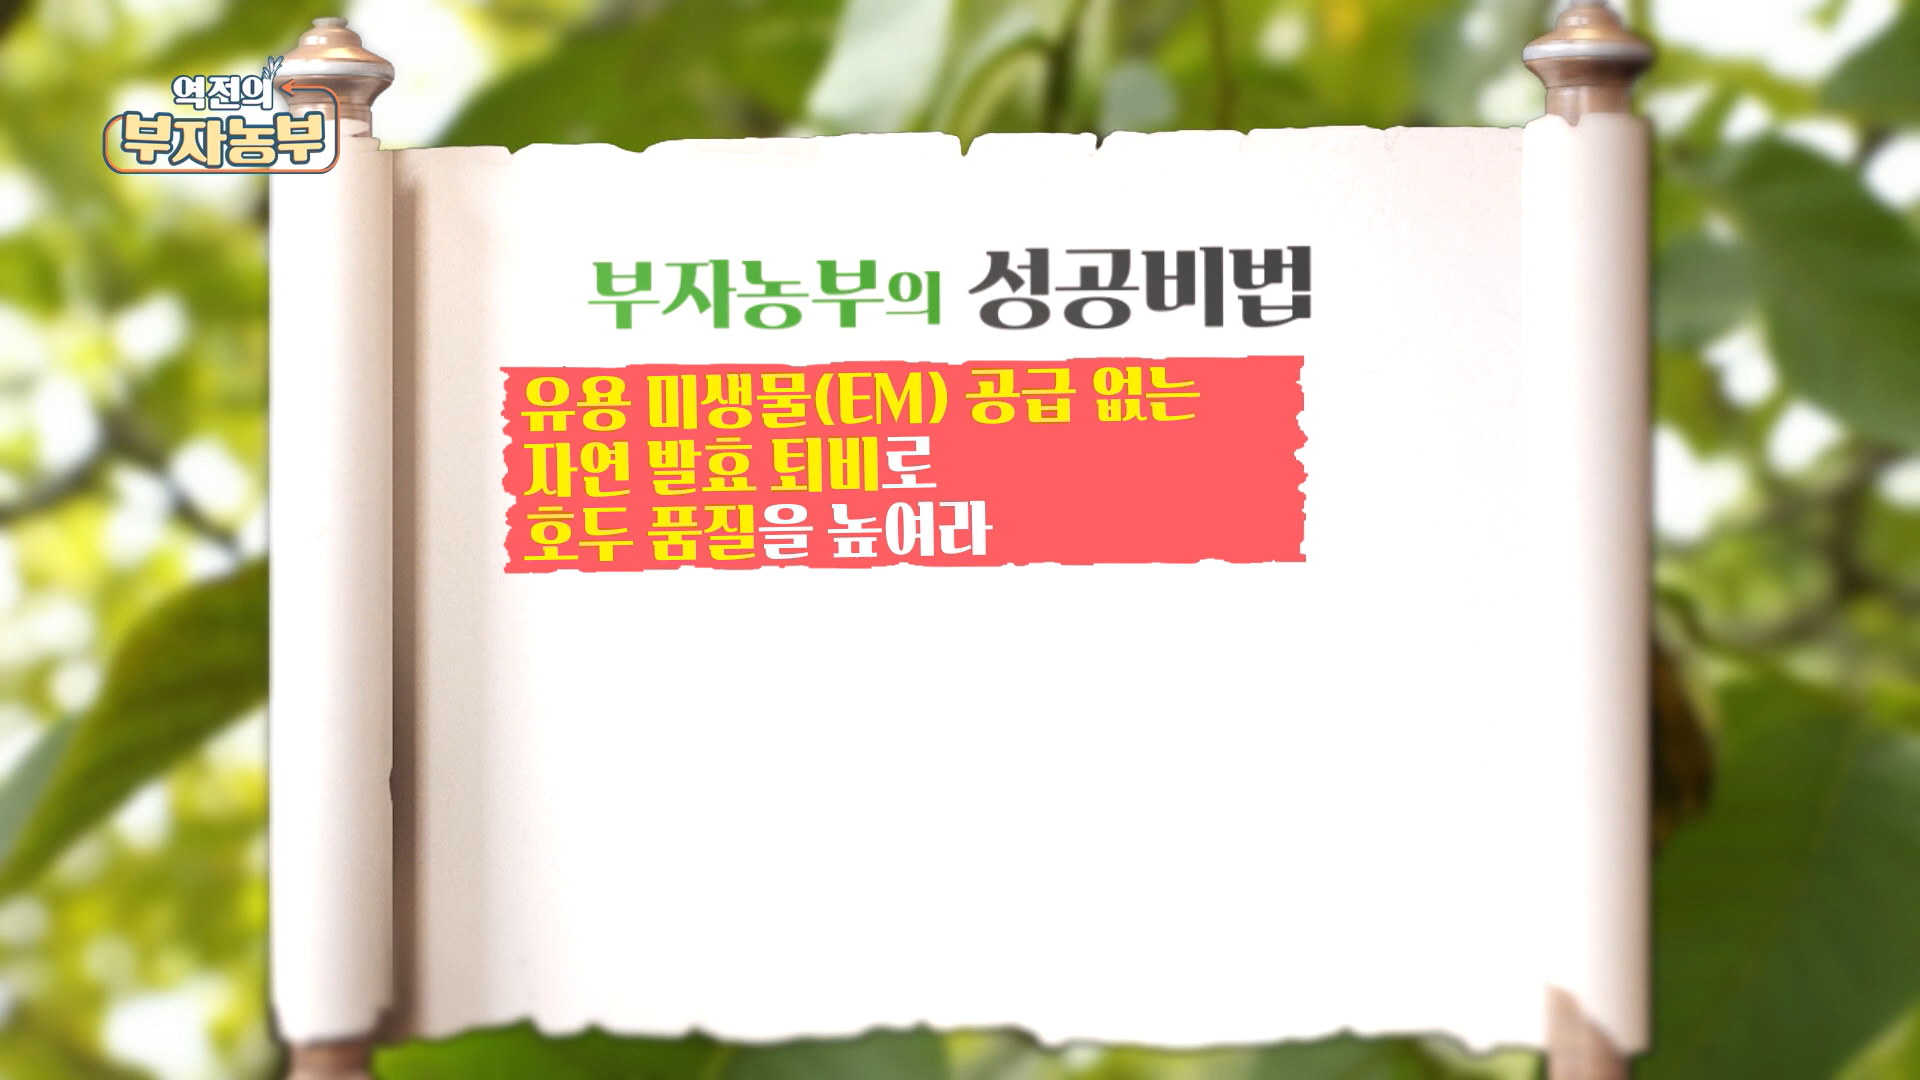 역전의
부자농부
부자농부의 성공비법
유용 미생물(EM) 공급 없는
자연 발효 퇴비로
호두 품질을 높여라